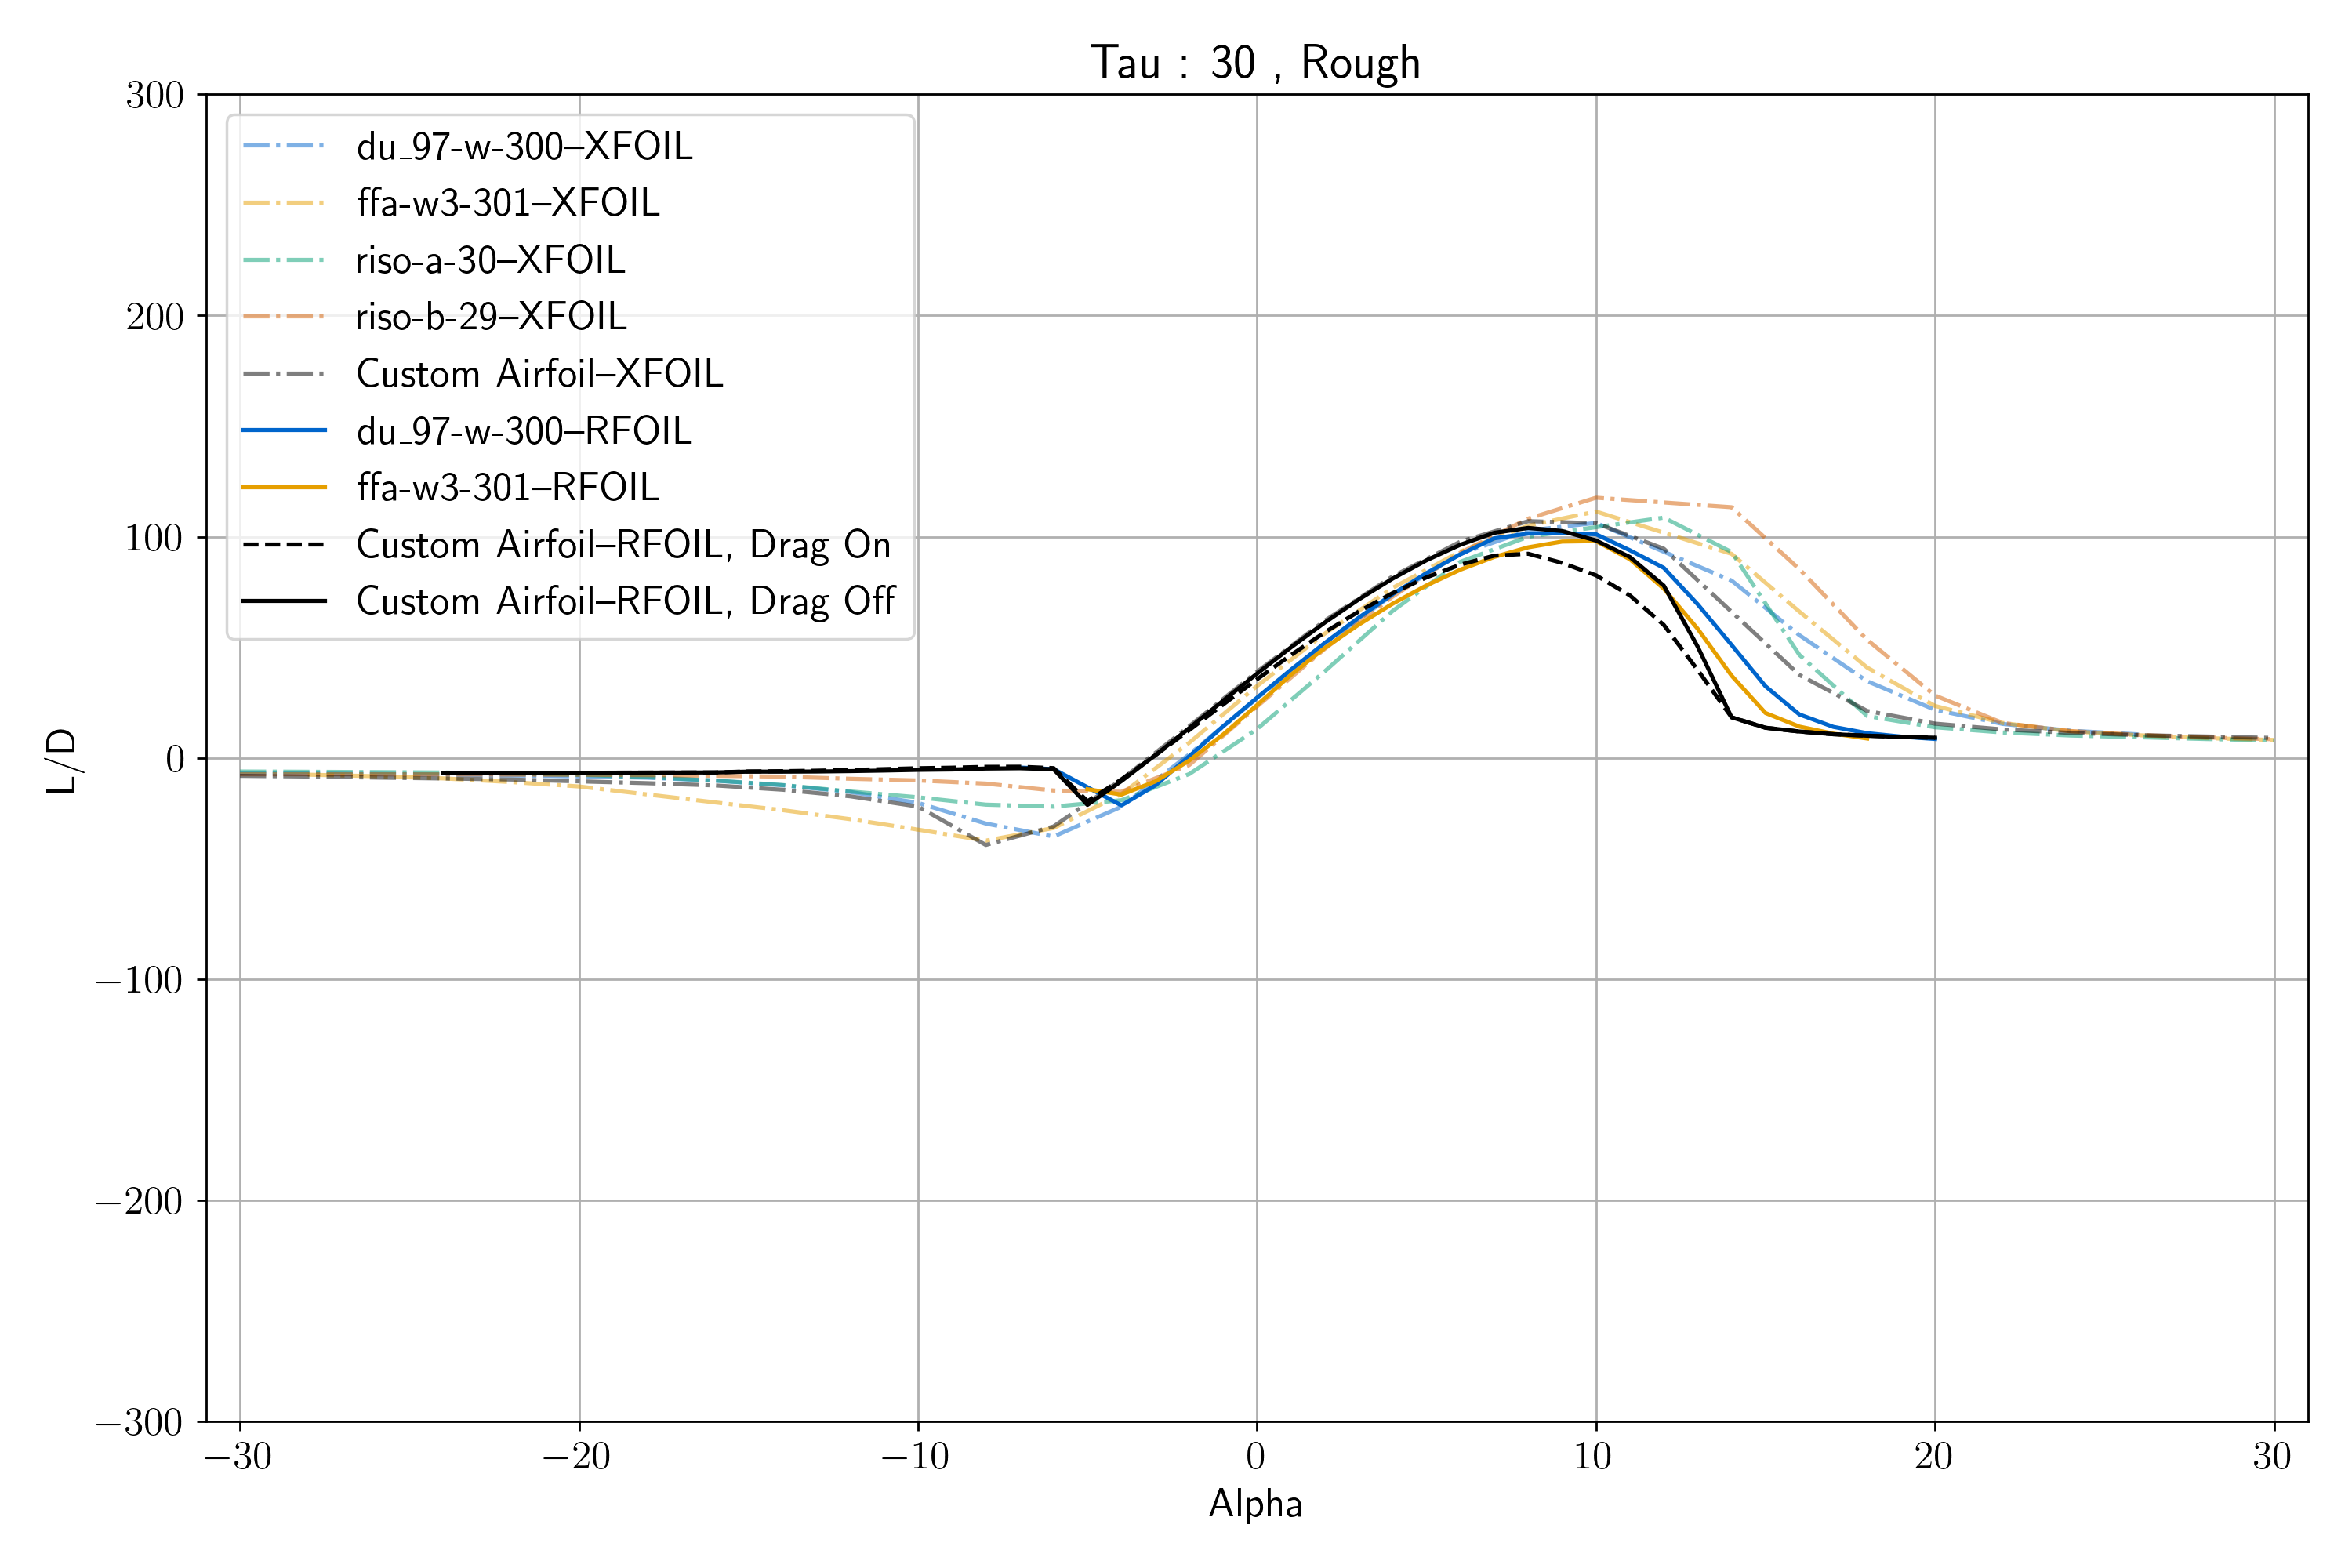 Tau : 30 , Rough
300
200
100
0
−100
−200
−300
L/D
du_97-w-300–XFOIL
ffa-w3-301–XFOIL
riso-a-30–XFOIL
riso-b-29–XFOIL
Custom Airfoil–XFOIL
du_97-w-300–RFOIL
ffa-w3-301–RFOIL
Custom Airfoil–RFOIL, Drag On
Custom Airfoil–RFOIL, Drag Off
−30 −20 −10 0 10 20 30
Alpha